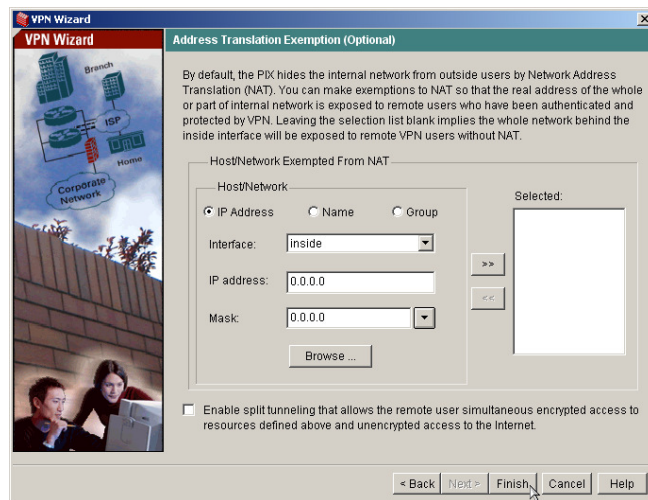 VPN Wizard
VPN Wizard
Branch
ISP
Home
Corporate
Network
Address Translation Exemption (Optional)
By default, the PIX hides the internal network from outside users by Network Address
Translation (NAT). You can make exemptions to NAT so that the real address of the whole
or part of internal network is exposed to remote users who have been authenticated and
protected by VPN. Leaving the selection list blank implies the whole network behind the
inside interface will be exposed to remote VPN users without NAT.
Host/Network Exempted From NAT
Host/Network
IP Address Name Group
Interface: inside
IP address: 0.0.0.0
Mask: 0.0.0.0
Browse ...
>>
<<
Selected:
Enable split tunneling that allows the remote user simultaneous encrypted access to
resources defined above and unencrypted access to the Internet.
< Back Next > Finish Cancel Help